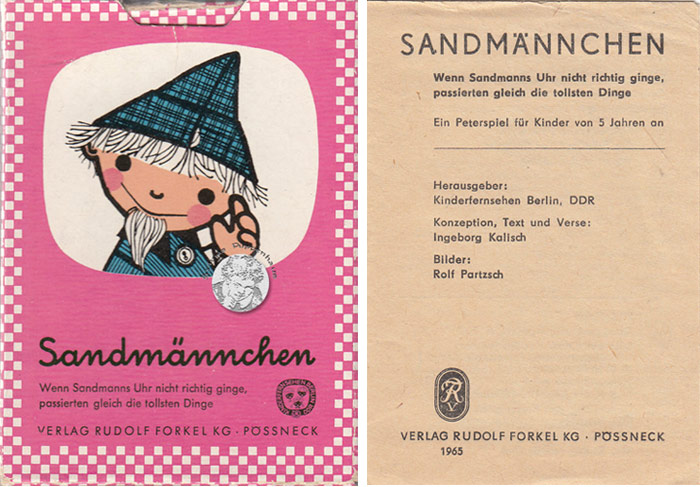 Sandmännchen
Wenn Sandmanns Uhr nicht richtig ginge,
passierten gleich die tollsten Dinge
VERLAG RUDOLF FORKEL KG · PÖSSNECK
SANDMÄNNCHEN
Wenn Sandmanns Uhr nicht richtig ginge,
passierten gleich die tollsten Dinge
Ein Peterspiel für Kinder von 5 Jahren an
Herausgeber:
Kinderfernsehen Berlin, DDR
Konzeption, Text und Verse:
Ingeborg Kalisch
Bilder:
Rolf Partzsch
RV
VERLAG RUDOLF FORKEL KG · PÖSSNECK
1965